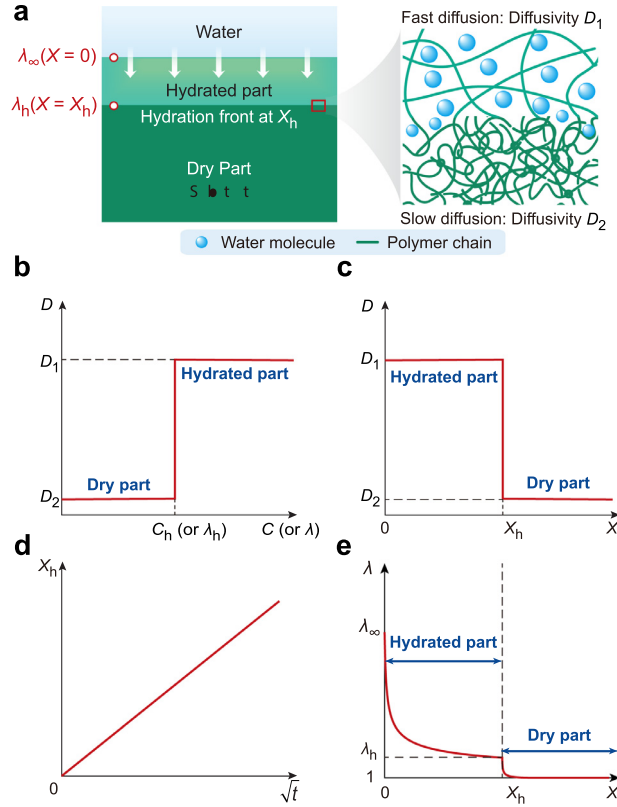 a
Water
λ∞(X = 0)
Hydrated part
λh(X = Xh)
Hydration front at Xh
Dry Part
Fast diffusion: Diffusivity D1
Slow diffusion: Diffusivity D2
Water molecule
Polymer chain
b
D
D1
Hydrated part
Dry part
D2
Ch (or λh)
C (or λ)
c
D
D1
Hydrated part
Dry part
D2
0
Xh
X
d
Xh
0
√t
e
λ
λ∞
Hydrated part
Dry part
λh
1
0
Xh
X